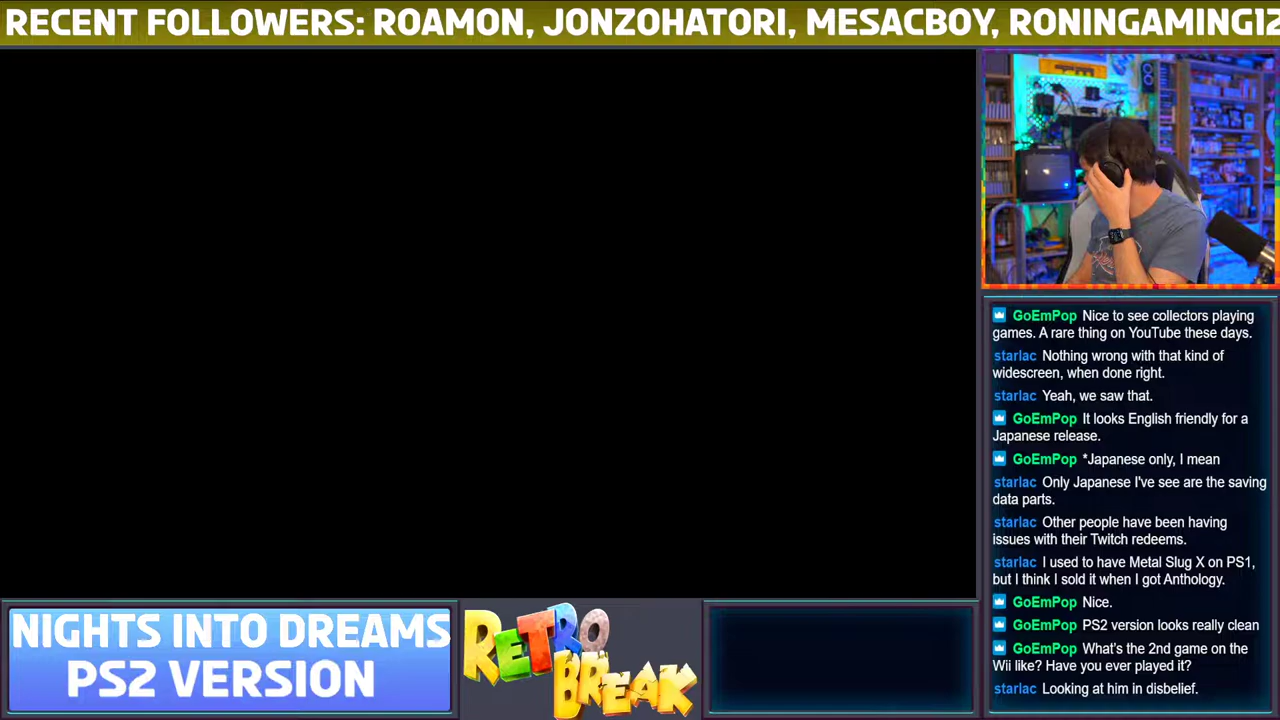 RECENT FOLLOWERS: ROAMON, JONZOHATORI, MESACBOY, RONINGAMING12
GoEmPop Nice to see collectors playing
games. A rare thing on YouTube these days.
starlac Nothing wrong with that kind of
widescreen, when done right.
starlac Yeah, we saw that.
GoEmPop It looks English friendly for a
Japanese release.
GoEmPop *Japanese only, I mean
starlac Only Japanese I've see are the saving
data parts.
starlac Other people have been having
issues with their Twitch redeems.
starlac I used to have Metal Slug X on PS1,
but I think I sold it when I got Anthology.
GoEmPop Nice.
GoEmPop PS2 version looks really clean
GoEmPop What's the 2nd game on the
Wii like? Have you ever played it?
starlac Looking at him in disbelief.
NIGHTS INTO DREAMS
PS2 VERSION
RETRO
BREAK